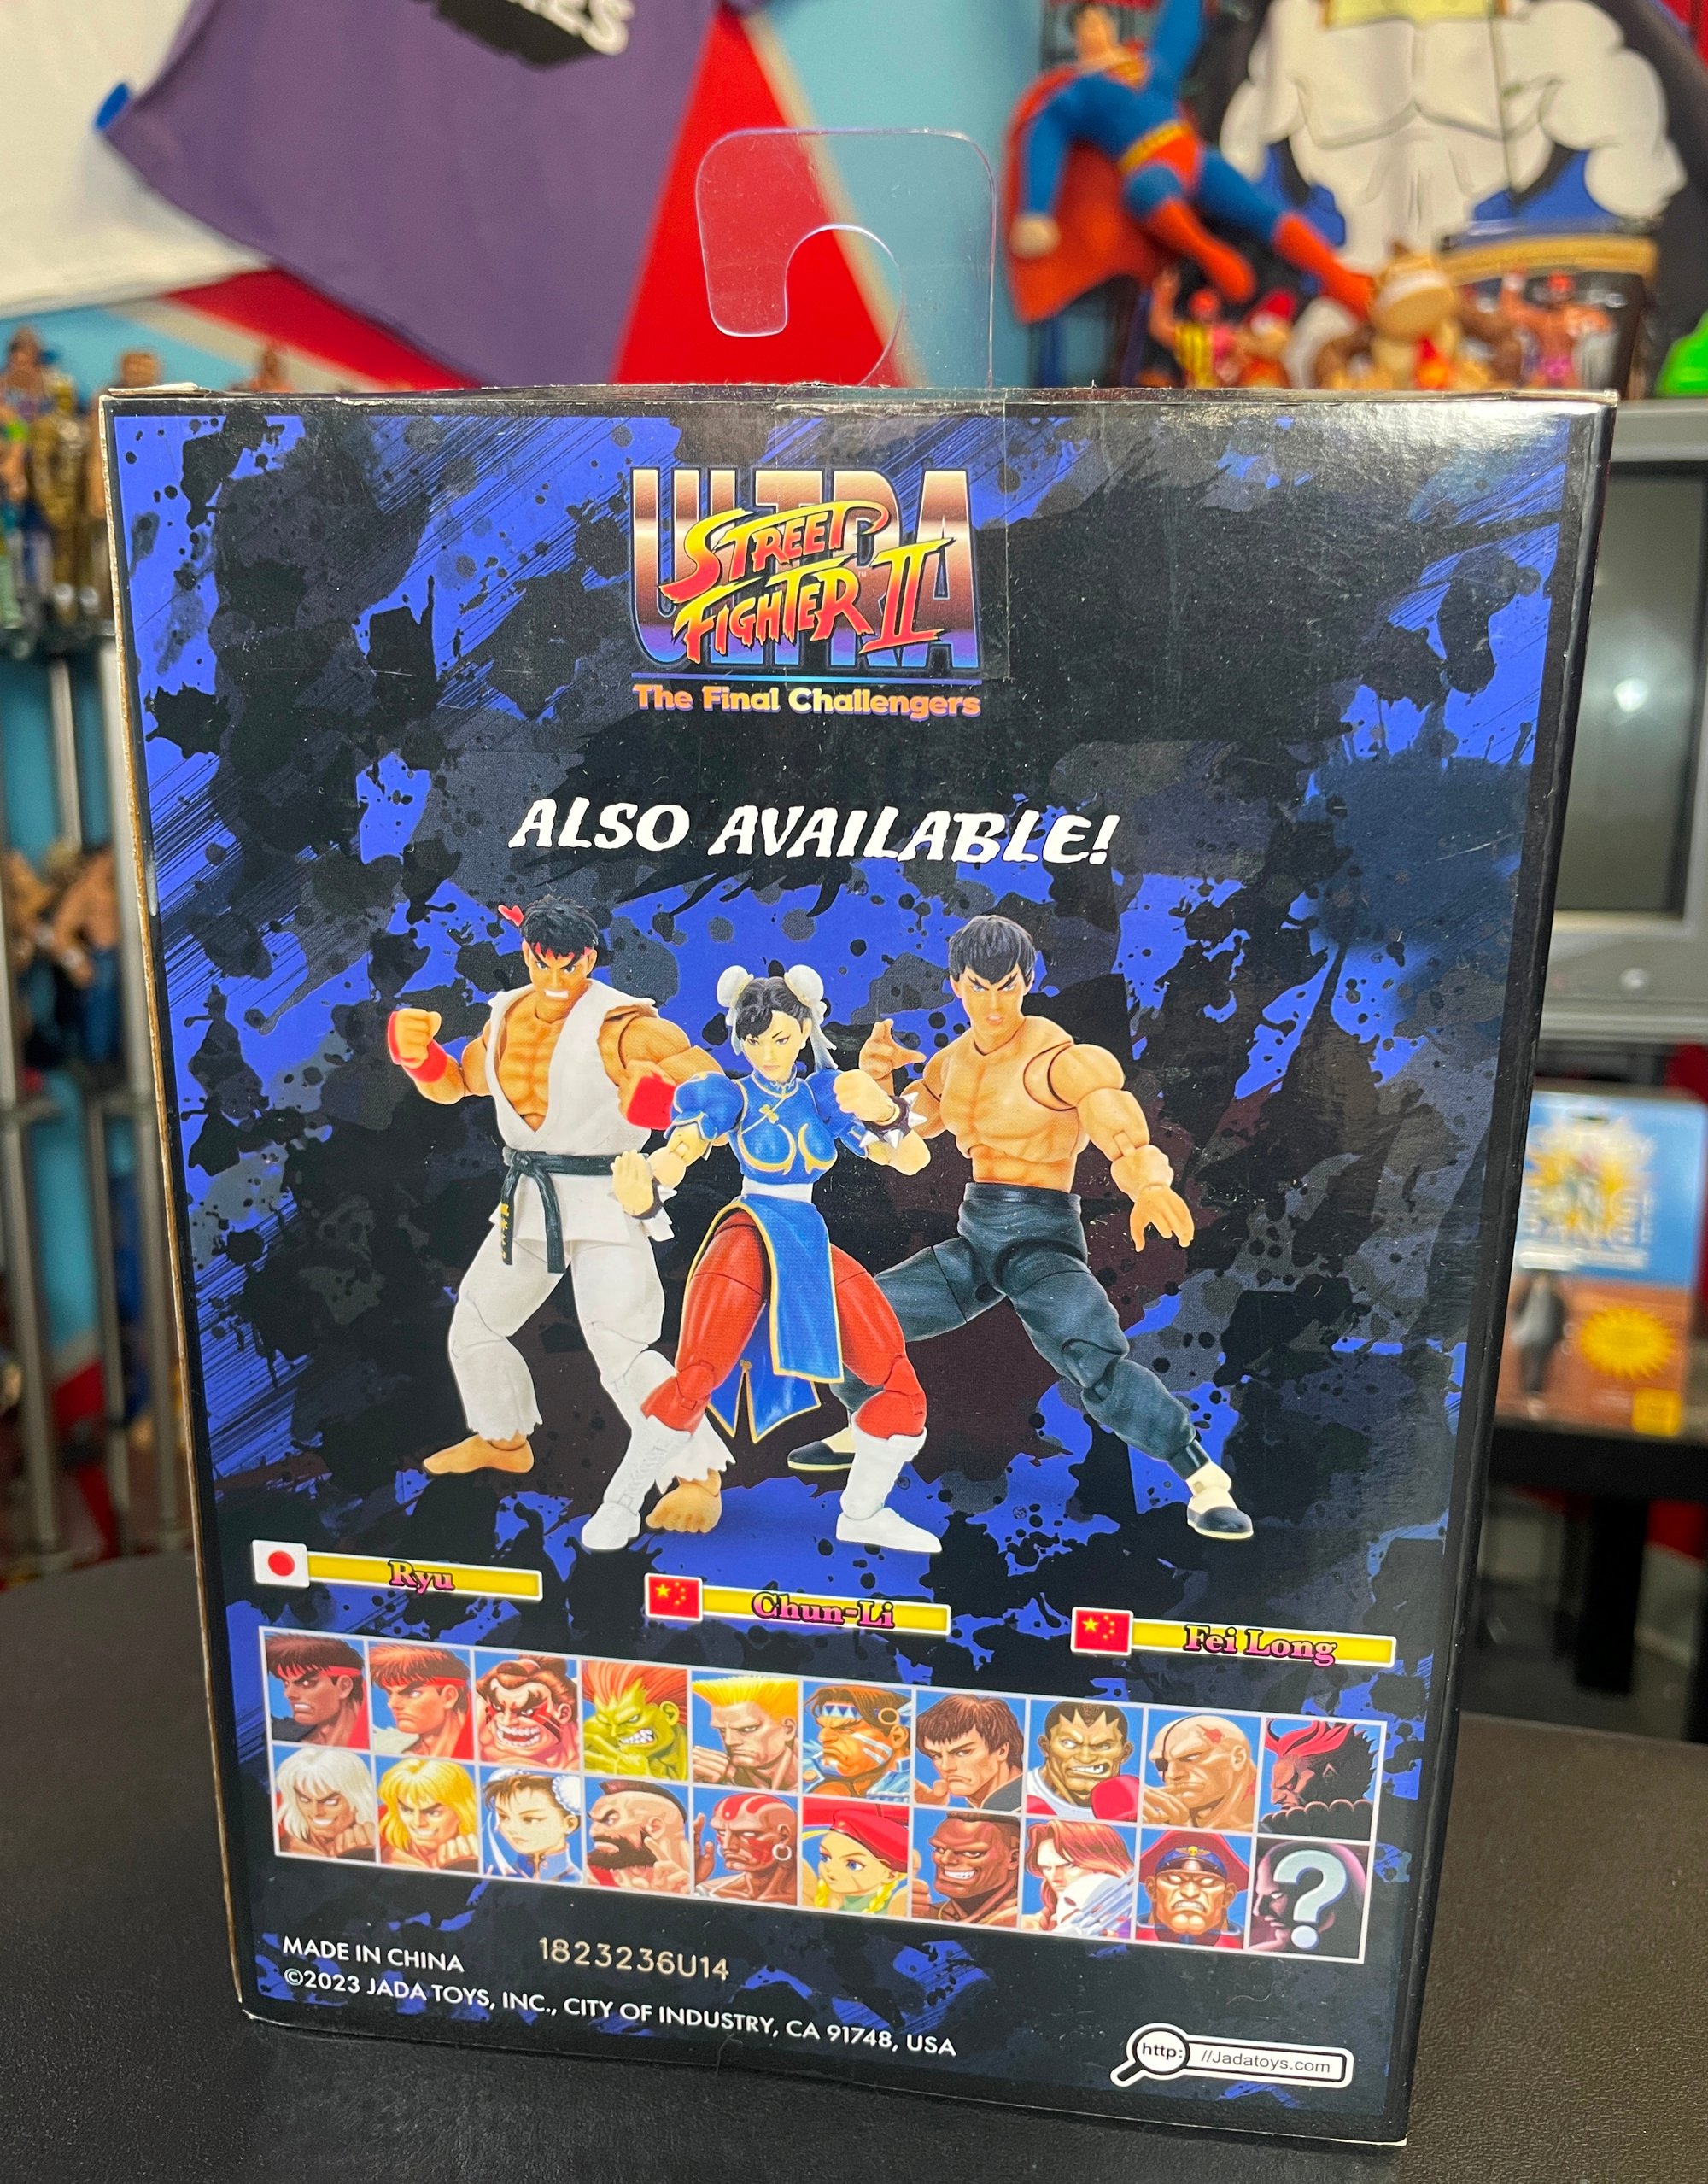 ULTRA
STREET
FIGHTER II
™
The Final Challengers
ALSO AVAILABLE!
Ryu
Chun-Li
Fei Long
?
MADE IN CHINA
1823236U14
©2023 JADA TOYS, INC., CITY OF INDUSTRY, CA 91748, USA
http: //Jadatoys.com